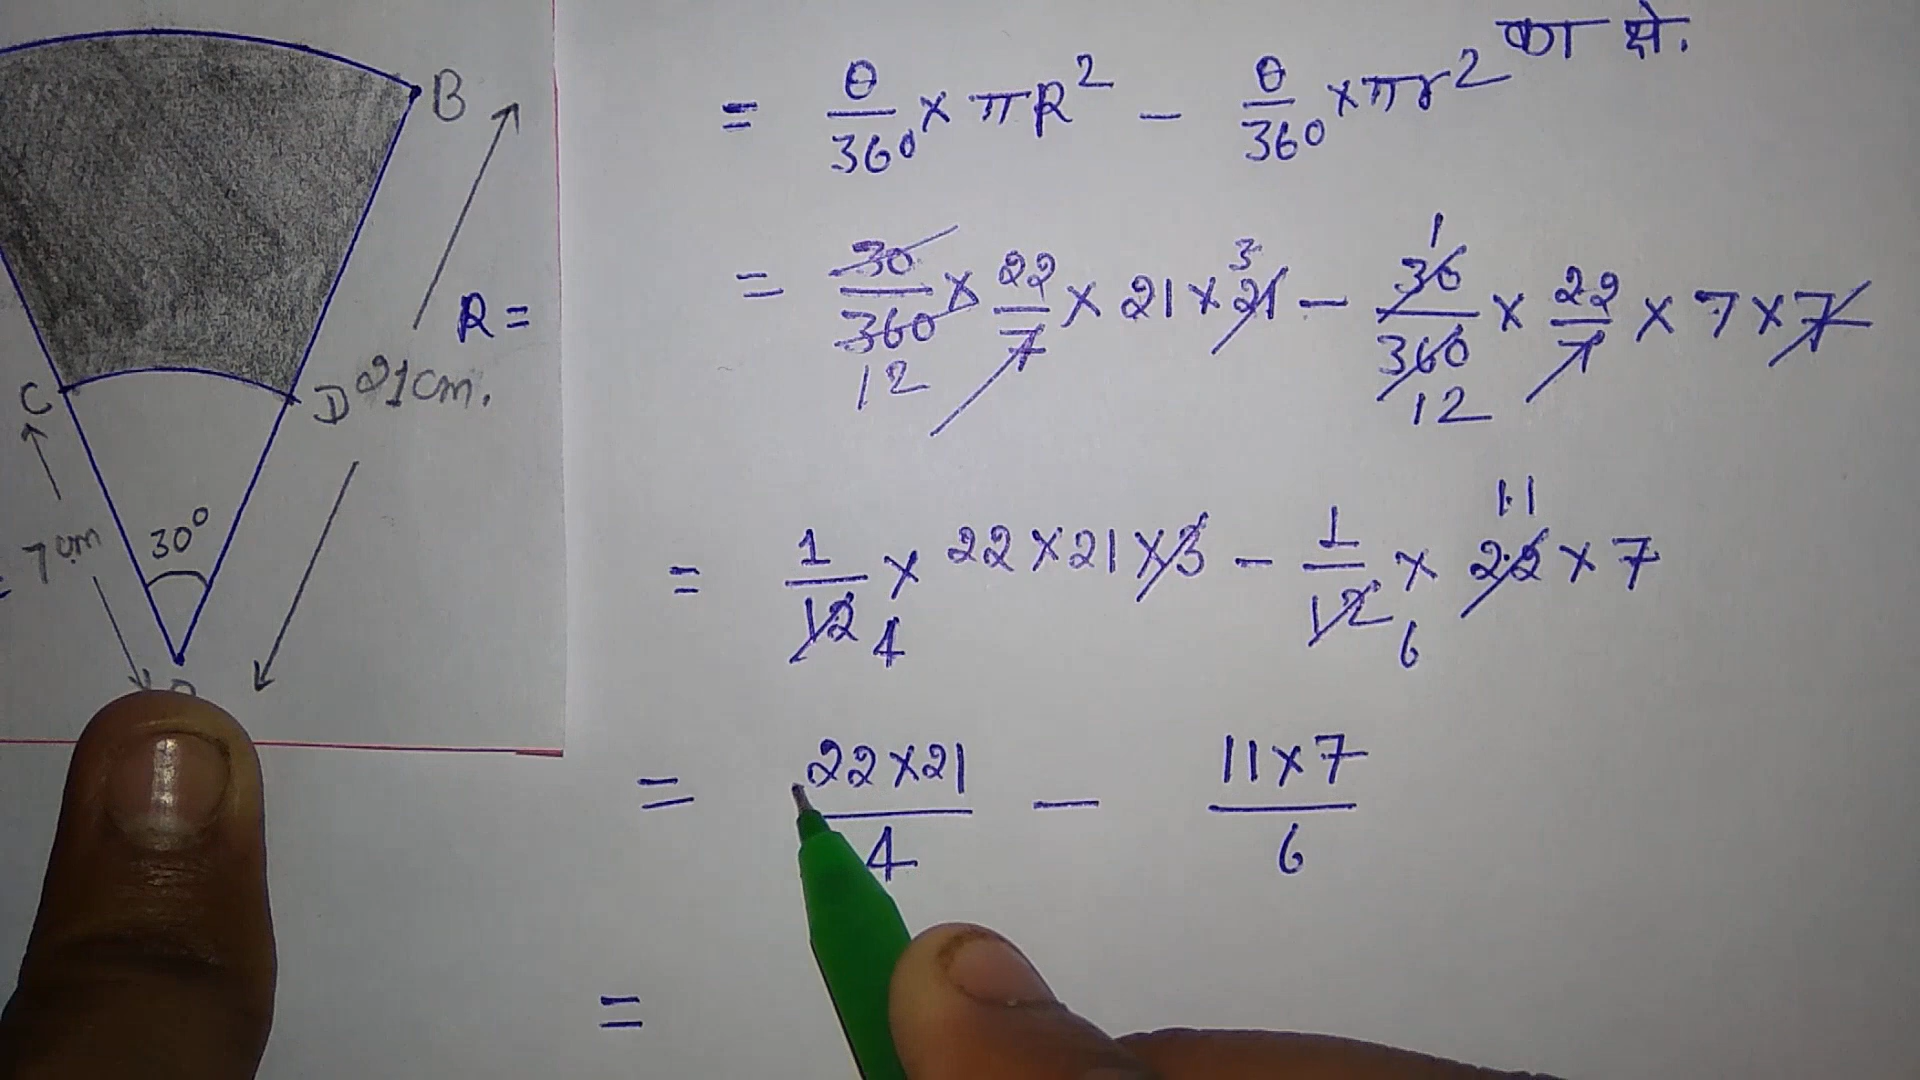 का क्षे.
= θ/360 × πR² - θ/360 × πr²
= 30/360 × 22/7 × 21 × 21 - 30/360 × 22/7 × 7 × 7
3
1
12
12
= 1/12 × 22 × 21 × 3 - 1/12 × 22 × 7
11
4
6
= 22×21/4 - 11×7/6
=
B
R =
21cm.
C
D
7cm
30°
=